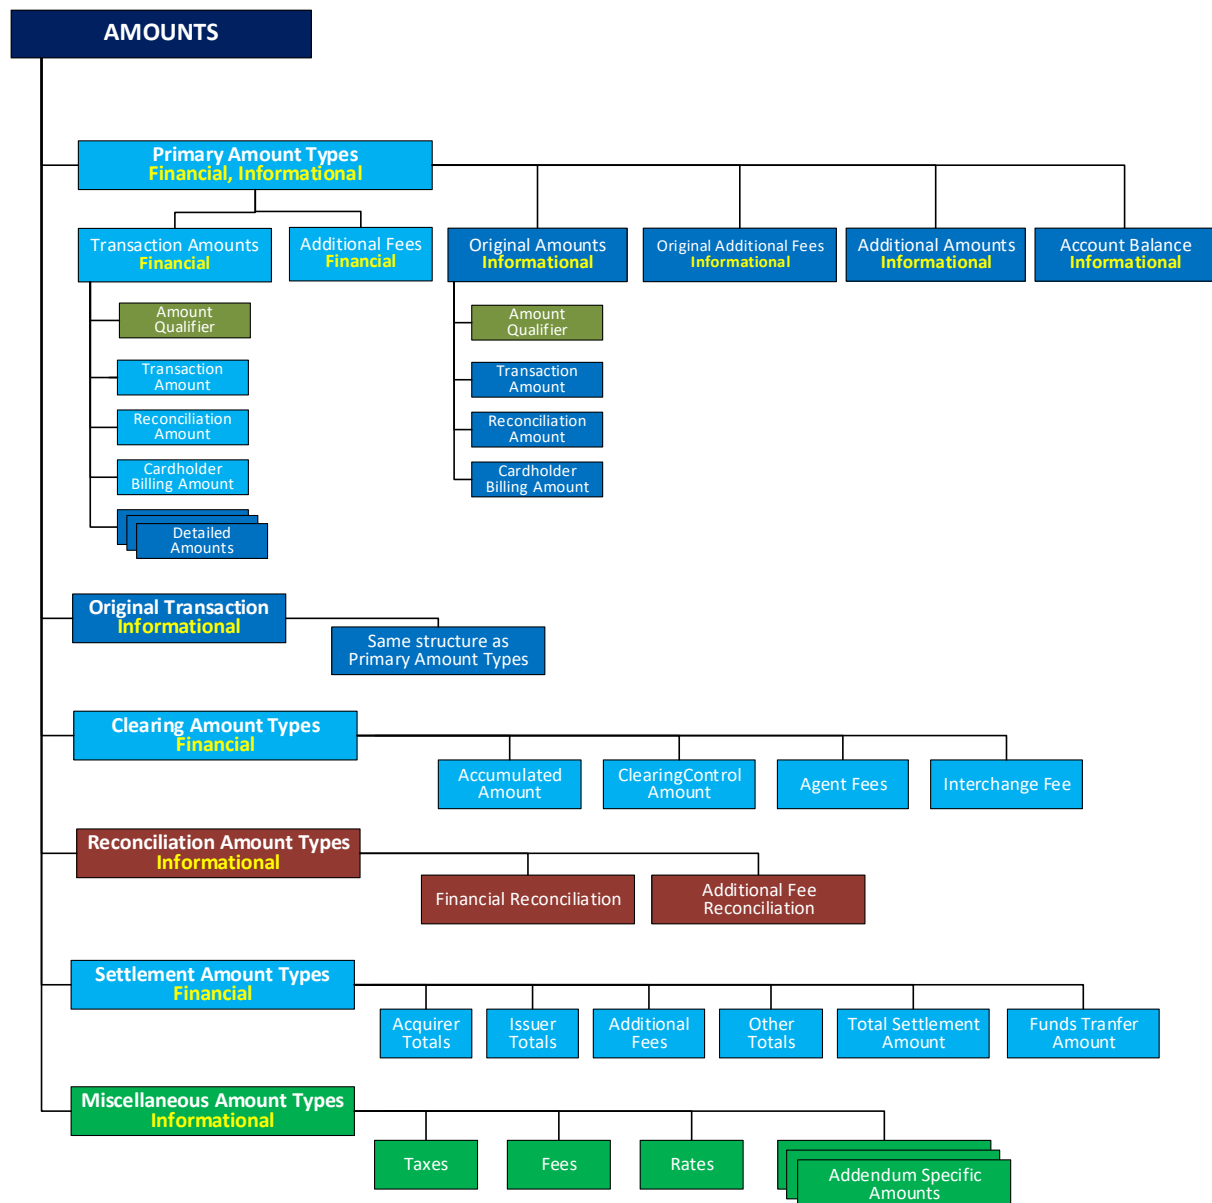 AMOUNTS
Primary Amount Types
Financial, Informational
Transaction Amounts
Financial
Additional Fees
Financial
Original Amounts
Informational
Original Additional Fees
Informational
Additional Amounts
Informational
Account Balance
Informational
Amount
Qualifier
Transaction
Amount
Reconciliation
Amount
Cardholder
Billing Amount
Detailed
Amounts
Amount
Qualifier
Transaction
Amount
Reconciliation
Amount
Cardholder
Billing Amount
Original Transaction
Informational
Same structure as
Primary Amount Types
Clearing Amount Types
Financial
Accumulated
Amount
ClearingControl
Amount
Agent Fees
Interchange Fee
Reconciliation Amount Types
Informational
Financial Reconciliation
Additional Fee
Reconciliation
Settlement Amount Types
Financial
Acquirer
Totals
Issuer
Totals
Additional
Fees
Other
Totals
Total Settlement
Amount
Funds Tranfer
Amount
Miscellaneous Amount Types
Informational
Taxes
Fees
Rates
Addendum Specific
Amounts